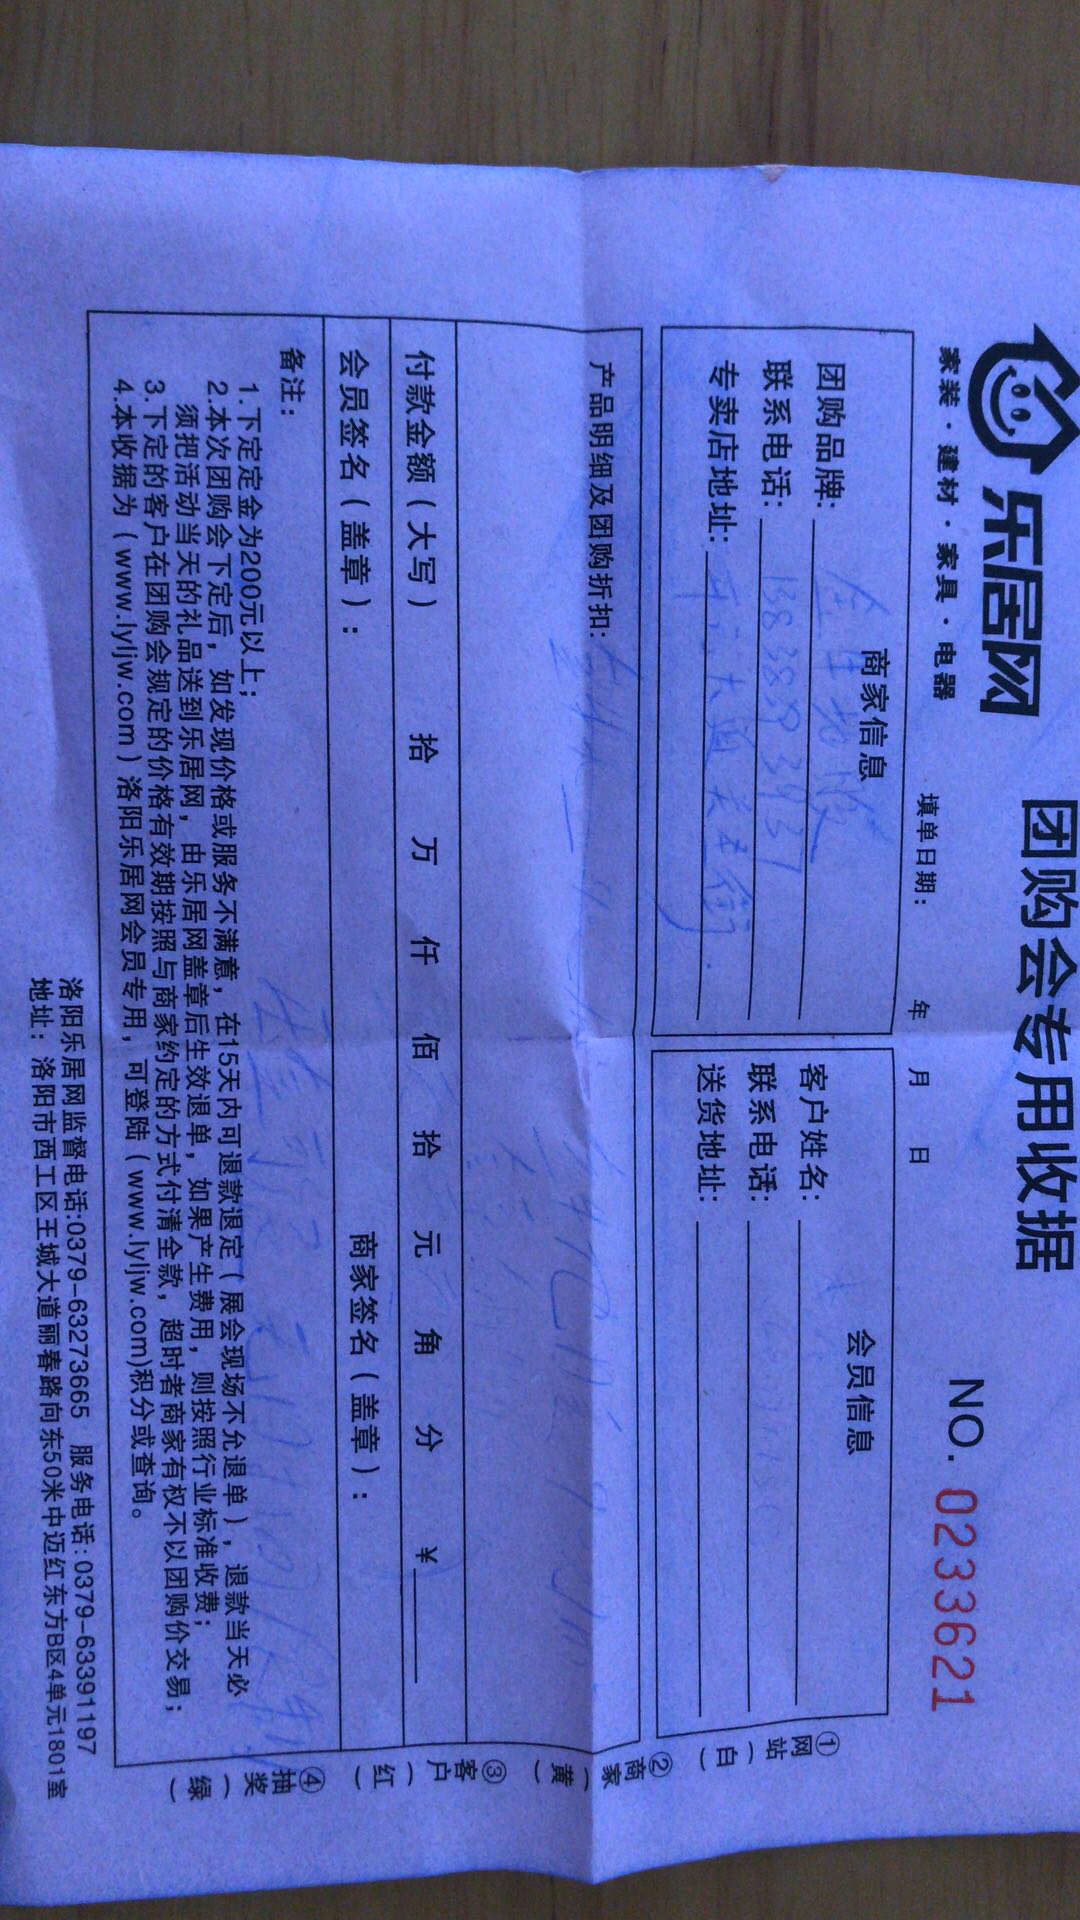 乐居网
家装·建材·家具·电器
团购会专用收据
填单日期: 年 月 日
NO. 0233621
商家信息
团购品牌:
联系电话: 13838393937
专卖店地址:
会员信息
客户姓名:
联系电话:
送货地址:
产品明细及团购折扣:
付款金额(大写) 拾 万 仟 佰 拾 元 角 分 ¥
会员签名(盖章): 商家签名(盖章):
备注:
1.下定定金为200元以上;
2.本次团购会下定后,如发现价格或服务不满意,在15天内可退款退定(展会现场不允退单),退款当天必
须把活动当天的礼品送到乐居网,由乐居网盖章后生效退单,如果产生费用,则按照行业标准收费;
3.下定的客户在团购会规定的价格有效期按照与商家约定的方式付清全款,超时者商家有权不以团购价交易;
4.本收据为(www.lyljw.com)洛阳乐居网会员专用,可登陆(www.lyljw.com)积分或查询。
①网站(白)
②商家(黄)
③客户(红)
④抽奖(绿)
洛阳乐居网监督电话:0379-63273665 服务电话:0379-63391197
地址:洛阳市西工区王城大道丽春路向东50米中迈红东方B区4单元1801室